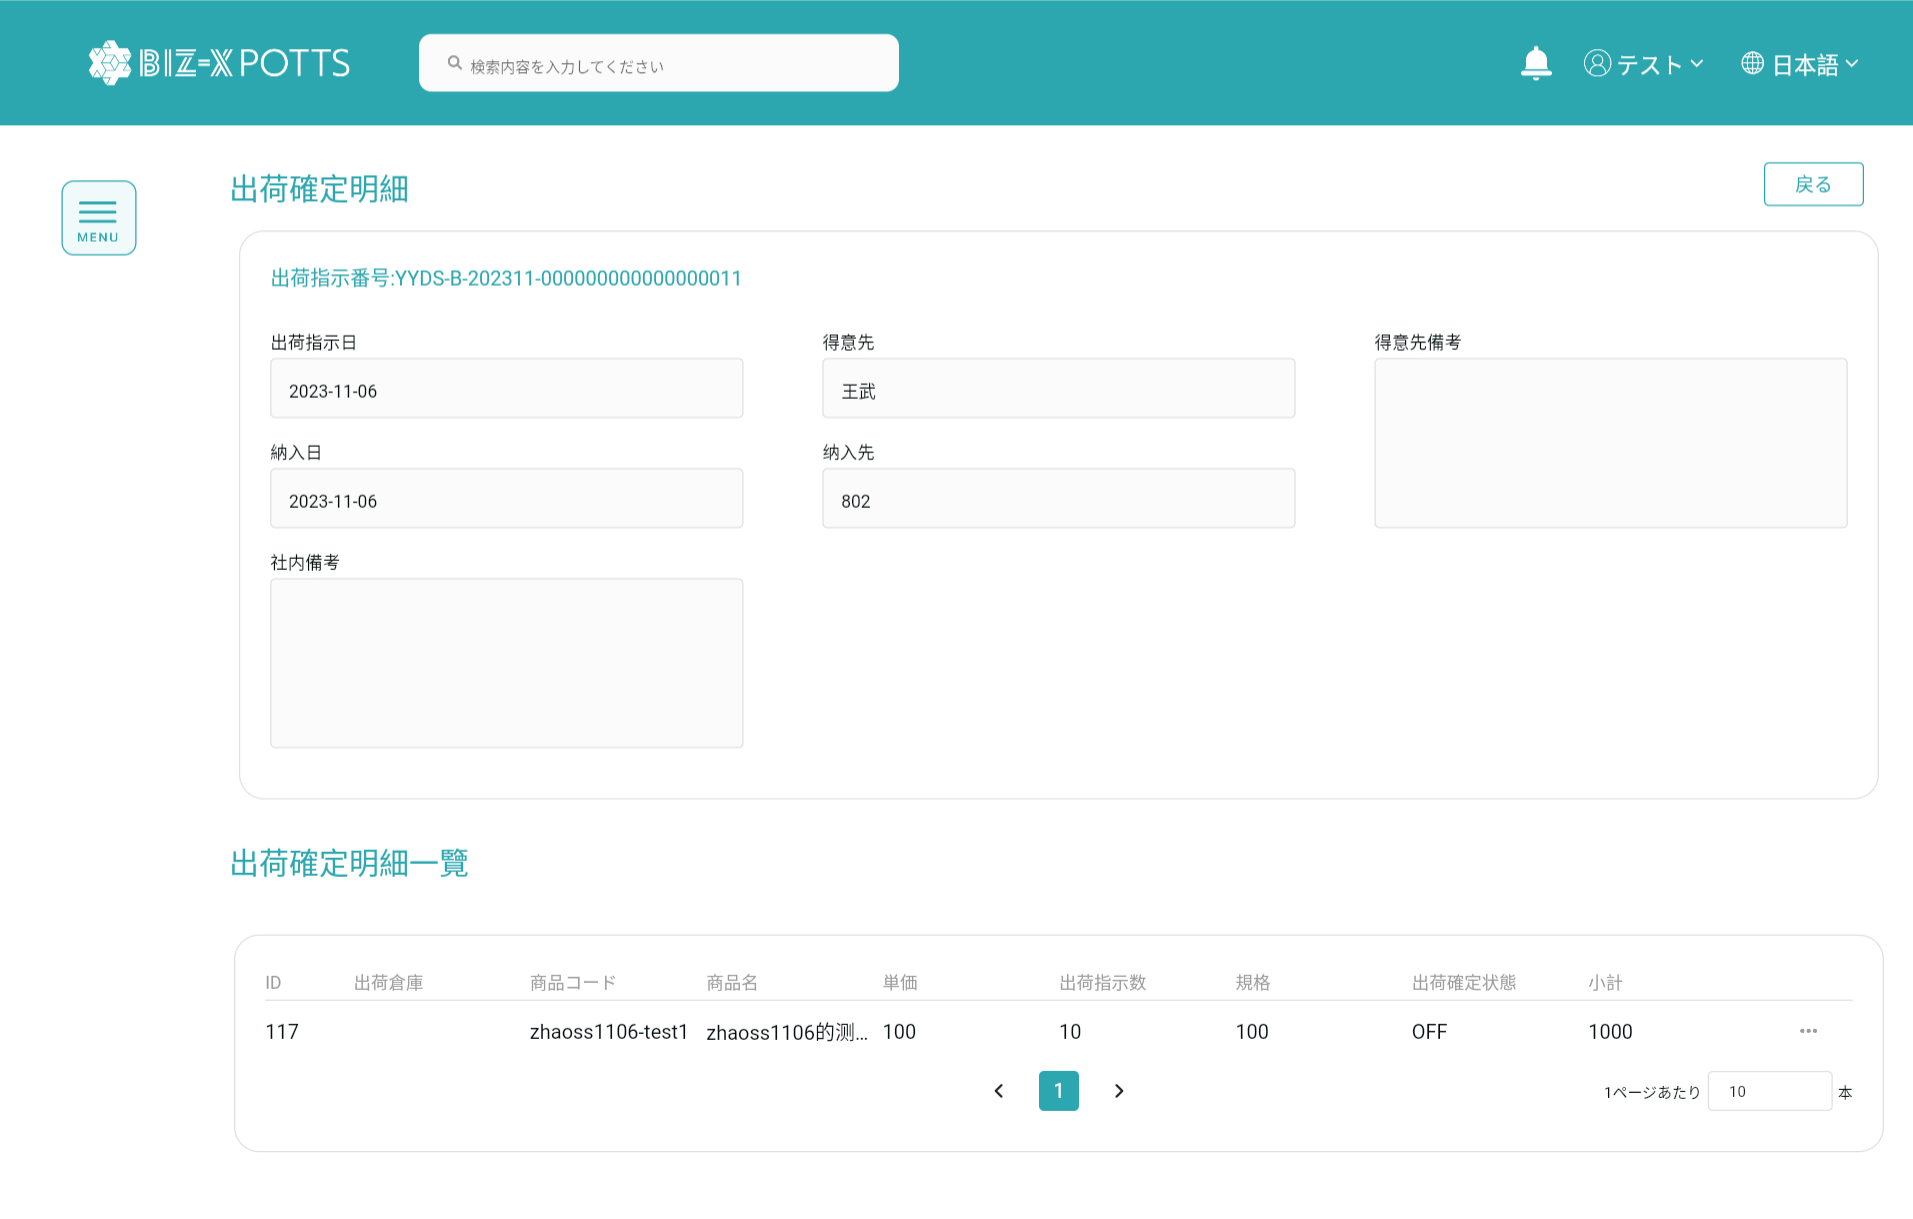 BIZ-X POTTS
検索内容を入力してください
テスト
日本語
MENU
出荷確定明細
戻る
出荷指示番号:YYDS-B-202311-000000000000000011
出荷指示日
得意先
得意先備考
2023-11-06
王武
納入日
纳入先
2023-11-06
802
社内備考
出荷確定明細一覽
ID 出荷倉庫 商品コード 商品名 単価 出荷指示数 規格 出荷確定状態 小計
117 zhaoss1106-test1 zhaoss1106的测... 100 10 100 OFF 1000 ...
1
1ページあたり 10 本